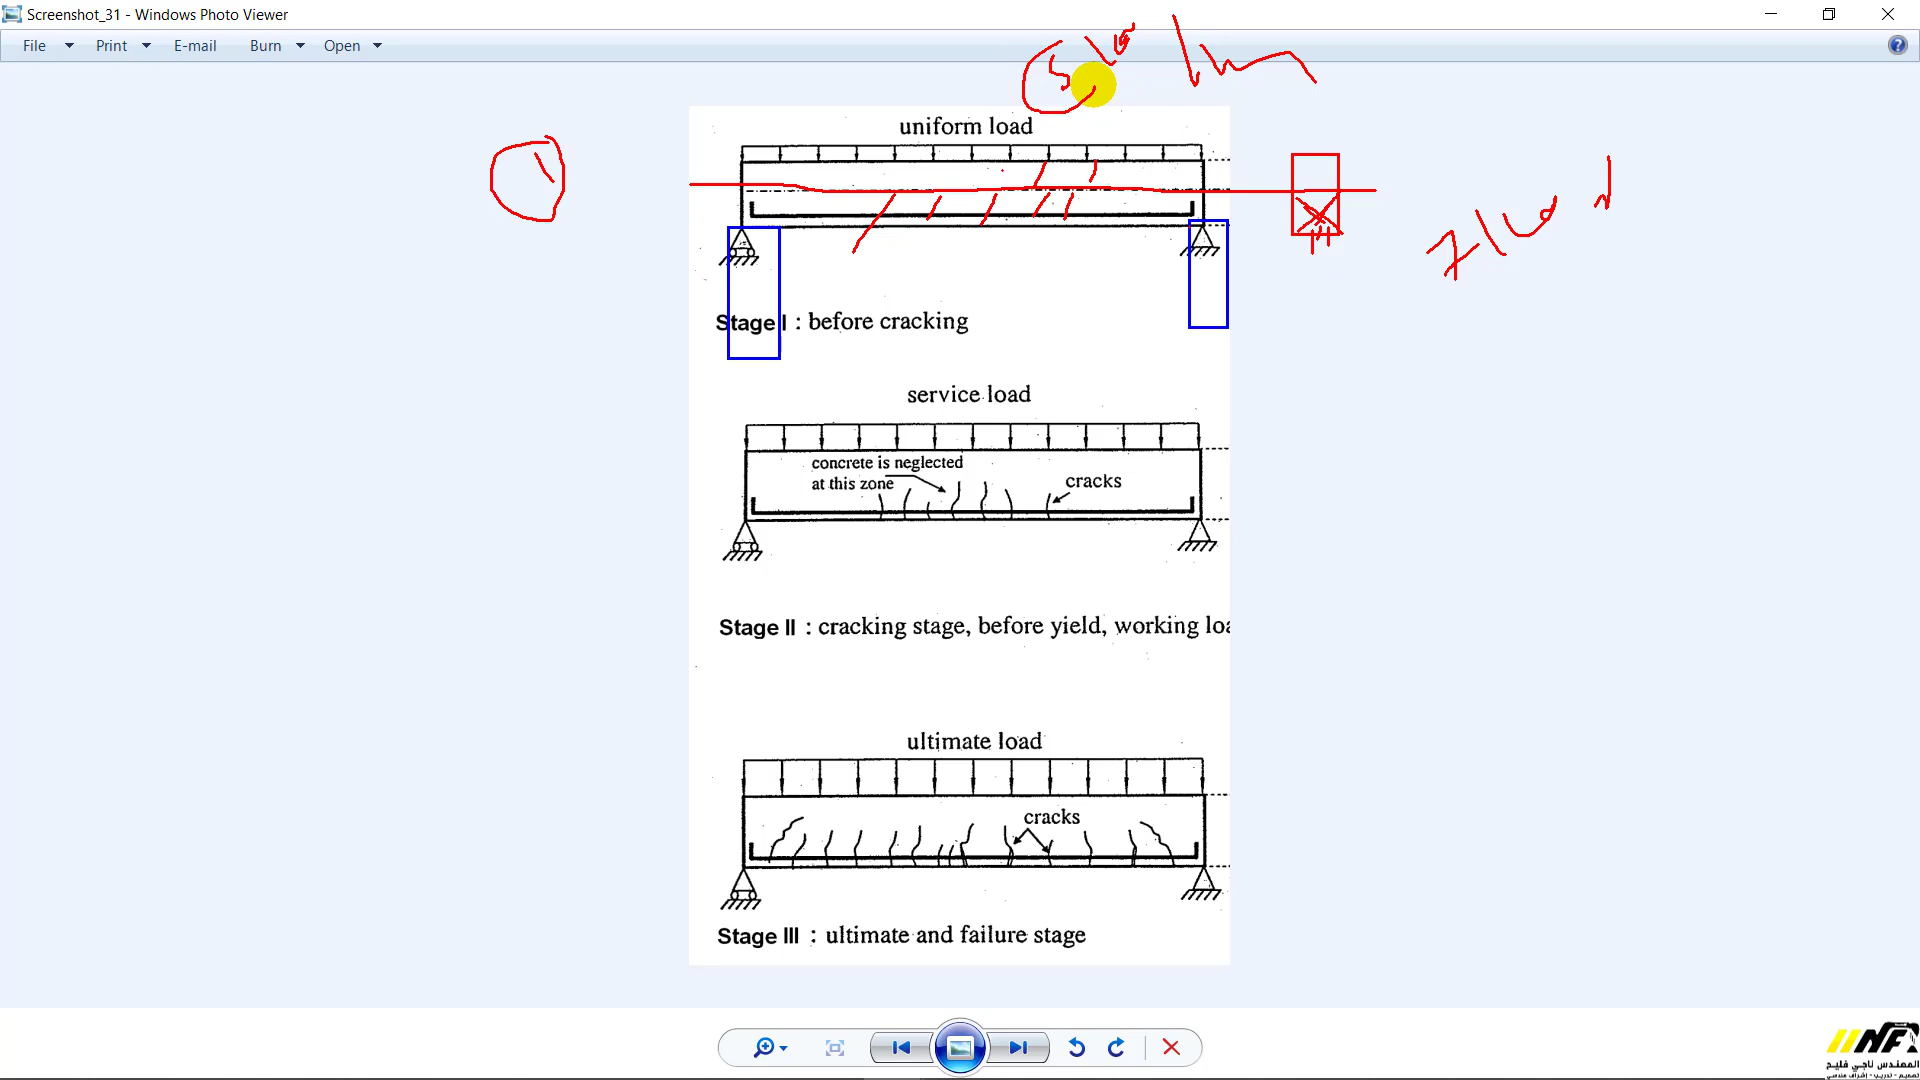 Screenshot_31 - Windows Photo Viewer
File Print E-mail Burn Open
uniform load
Stage I : before cracking
service load
concrete is neglected
at this zone
cracks
Stage II : cracking stage, before yield, working loa
ultimate load
cracks
Stage III : ultimate and failure stage
NF
المهندس ناجي فليح